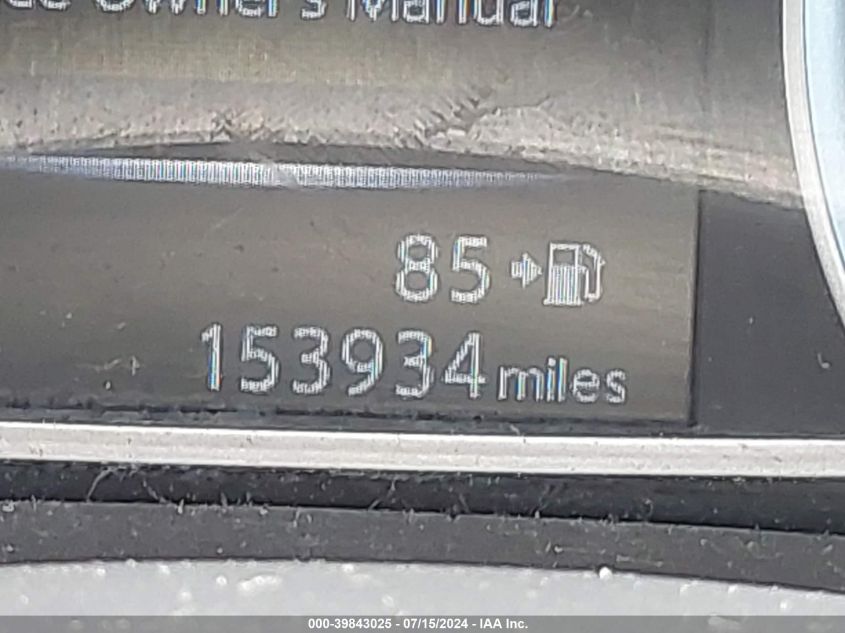 Owner's Manual
85
153934 miles
000-39843025 - 07/15/2024 - IAA Inc.